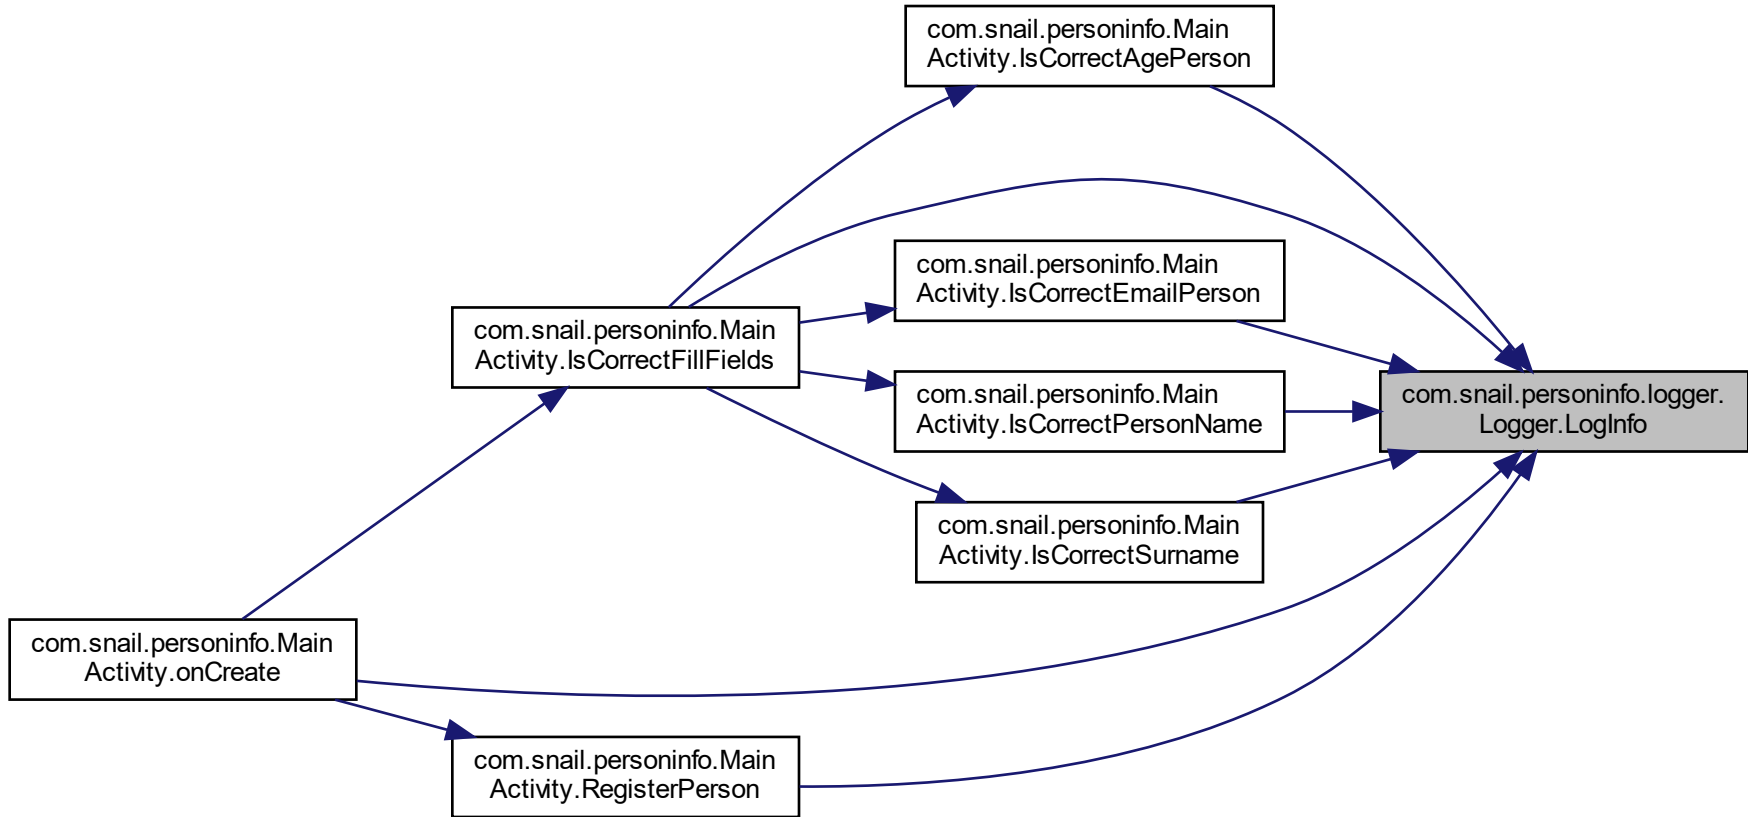 com.snail.personinfo.Main
Activity.IsCorrectAgePerson
com.snail.personinfo.Main
Activity.IsCorrectEmailPerson
com.snail.personinfo.Main
Activity.IsCorrectFillFields
com.snail.personinfo.Main
Activity.IsCorrectPersonName
com.snail.personinfo.logger.
Logger.LogInfo
com.snail.personinfo.Main
Activity.IsCorrectSurname
com.snail.personinfo.Main
Activity.onCreate
com.snail.personinfo.Main
Activity.RegisterPerson